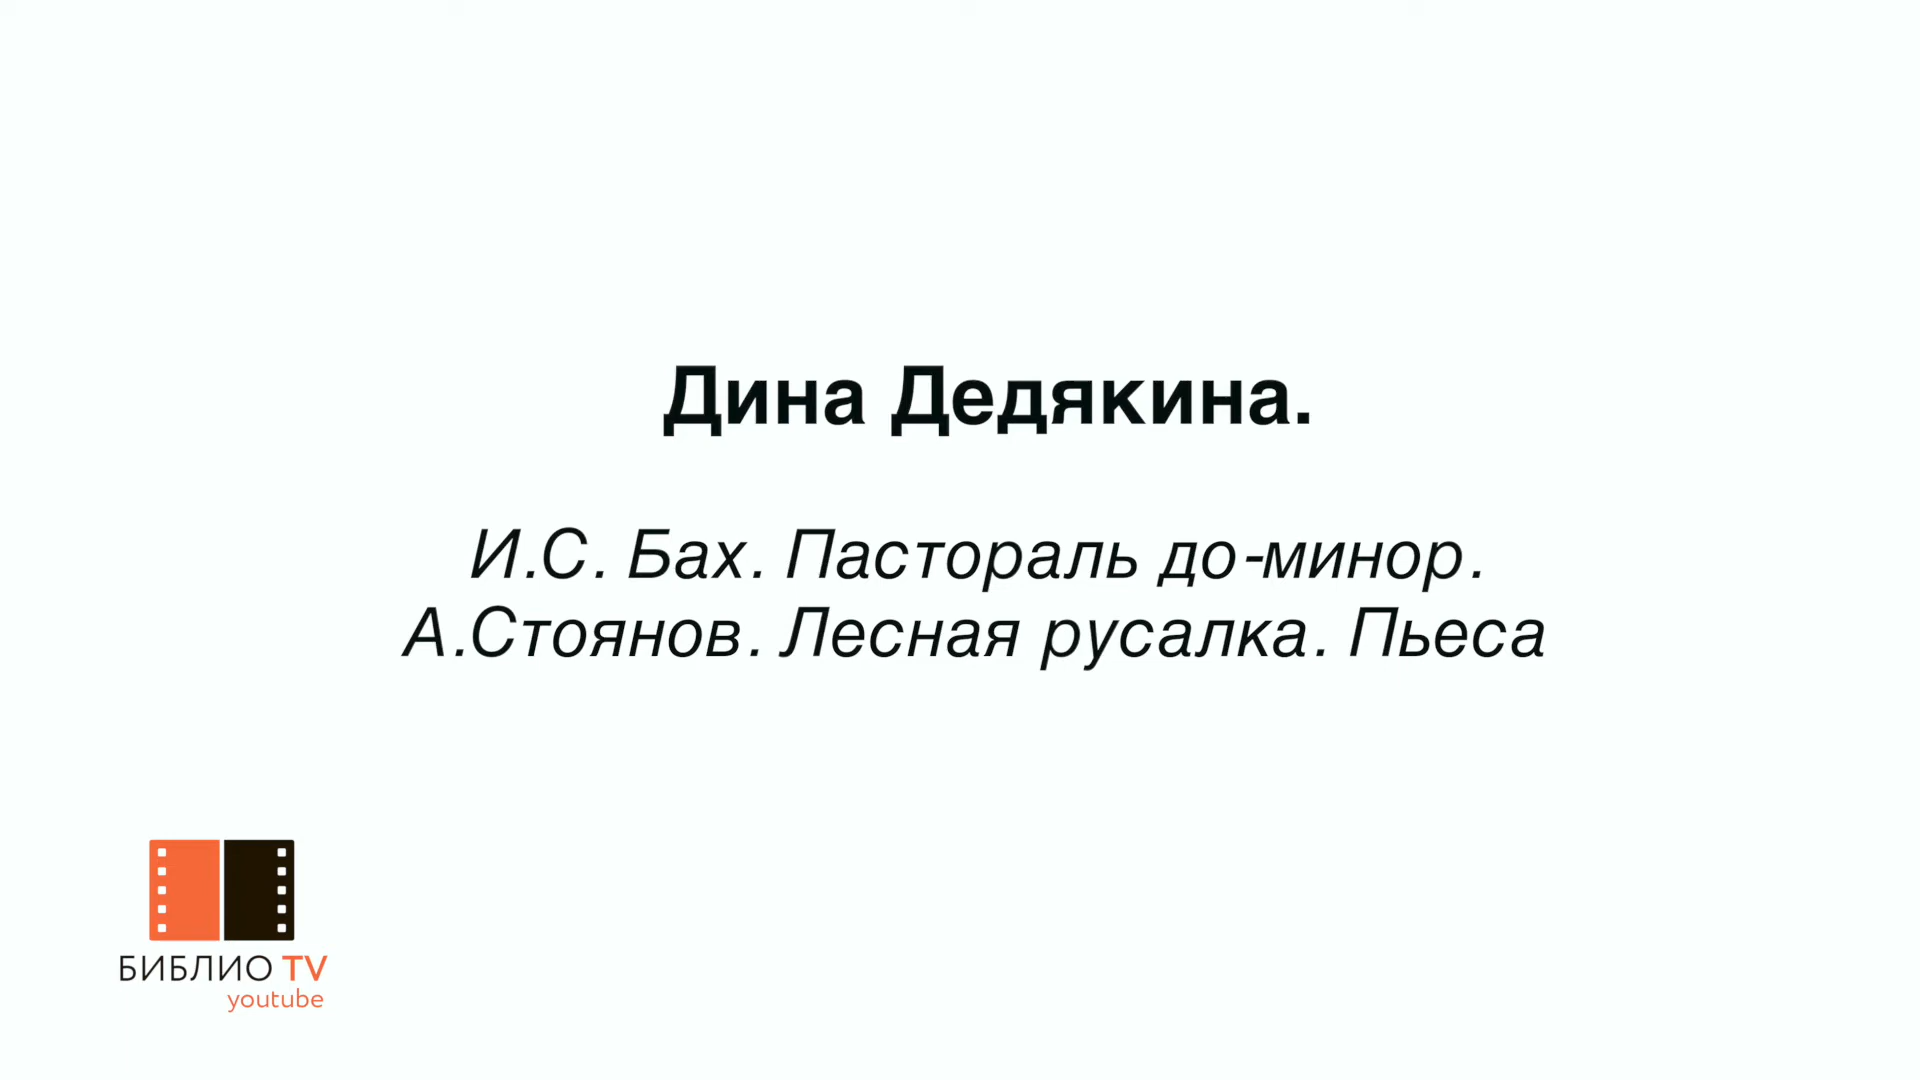 Дина Дедякина.
И.С. Бах. Пастораль до-минор.
А.Стоянов. Лесная русалка. Пьеса
БИБЛИО TV
youtube